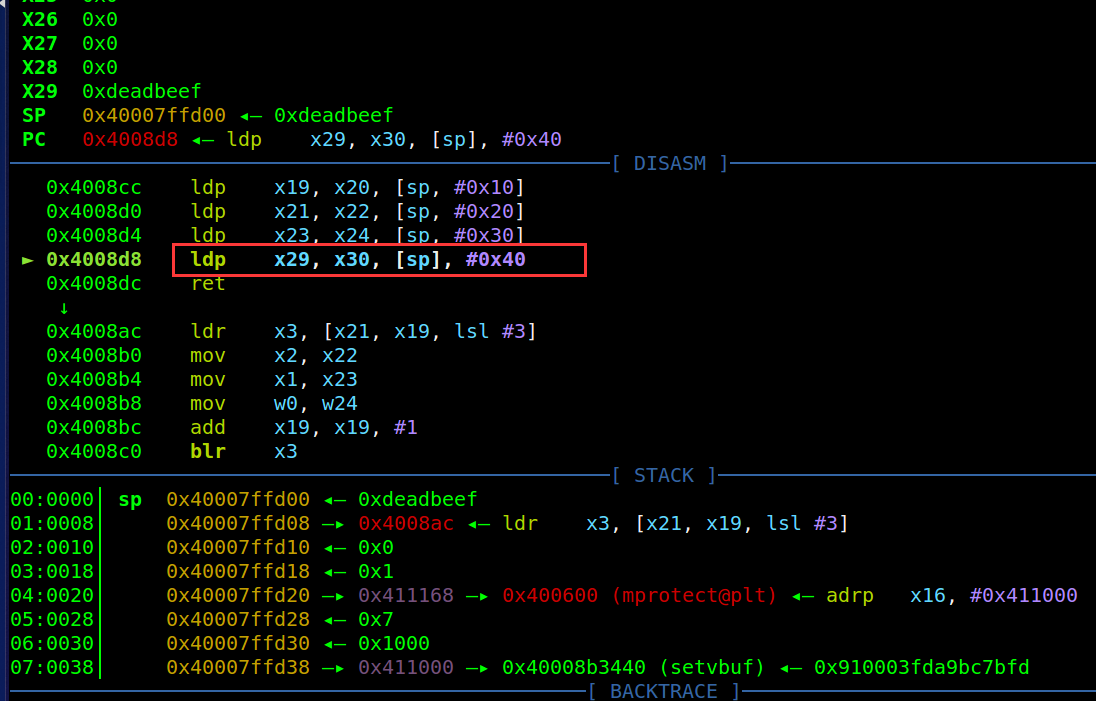 X26 0x0
X27 0x0
X28 0x0
X29 0xdeadbeef
SP 0x40007ffd00 ◂— 0xdeadbeef
PC 0x4008d8 ◂— ldp x29, x30, [sp], #0x40
[ DISASM ]
0x4008cc ldp x19, x20, [sp, #0x10]
0x4008d0 ldp x21, x22, [sp, #0x20]
0x4008d4 ldp x23, x24, [sp, #0x30]
► 0x4008d8 ldp x29, x30, [sp], #0x40
0x4008dc ret
↓
0x4008ac ldr x3, [x21, x19, lsl #3]
0x4008b0 mov x2, x22
0x4008b4 mov x1, x23
0x4008b8 mov w0, w24
0x4008bc add x19, x19, #1
0x4008c0 blr x3
[ STACK ]
00:0000│ sp 0x40007ffd00 ◂— 0xdeadbeef
01:0008│ 0x40007ffd08 —▸ 0x4008ac ◂— ldr x3, [x21, x19, lsl #3]
02:0010│ 0x40007ffd10 ◂— 0x0
03:0018│ 0x40007ffd18 ◂— 0x1
04:0020│ 0x40007ffd20 —▸ 0x411168 —▸ 0x400600 (mprotect@plt) ◂— adrp x16, #0x411000
05:0028│ 0x40007ffd28 ◂— 0x7
06:0030│ 0x40007ffd30 ◂— 0x1000
07:0038│ 0x40007ffd38 —▸ 0x411000 —▸ 0x40008b3440 (setvbuf) ◂— 0x910003fda9bc7bfd
[ BACKTRACE ]